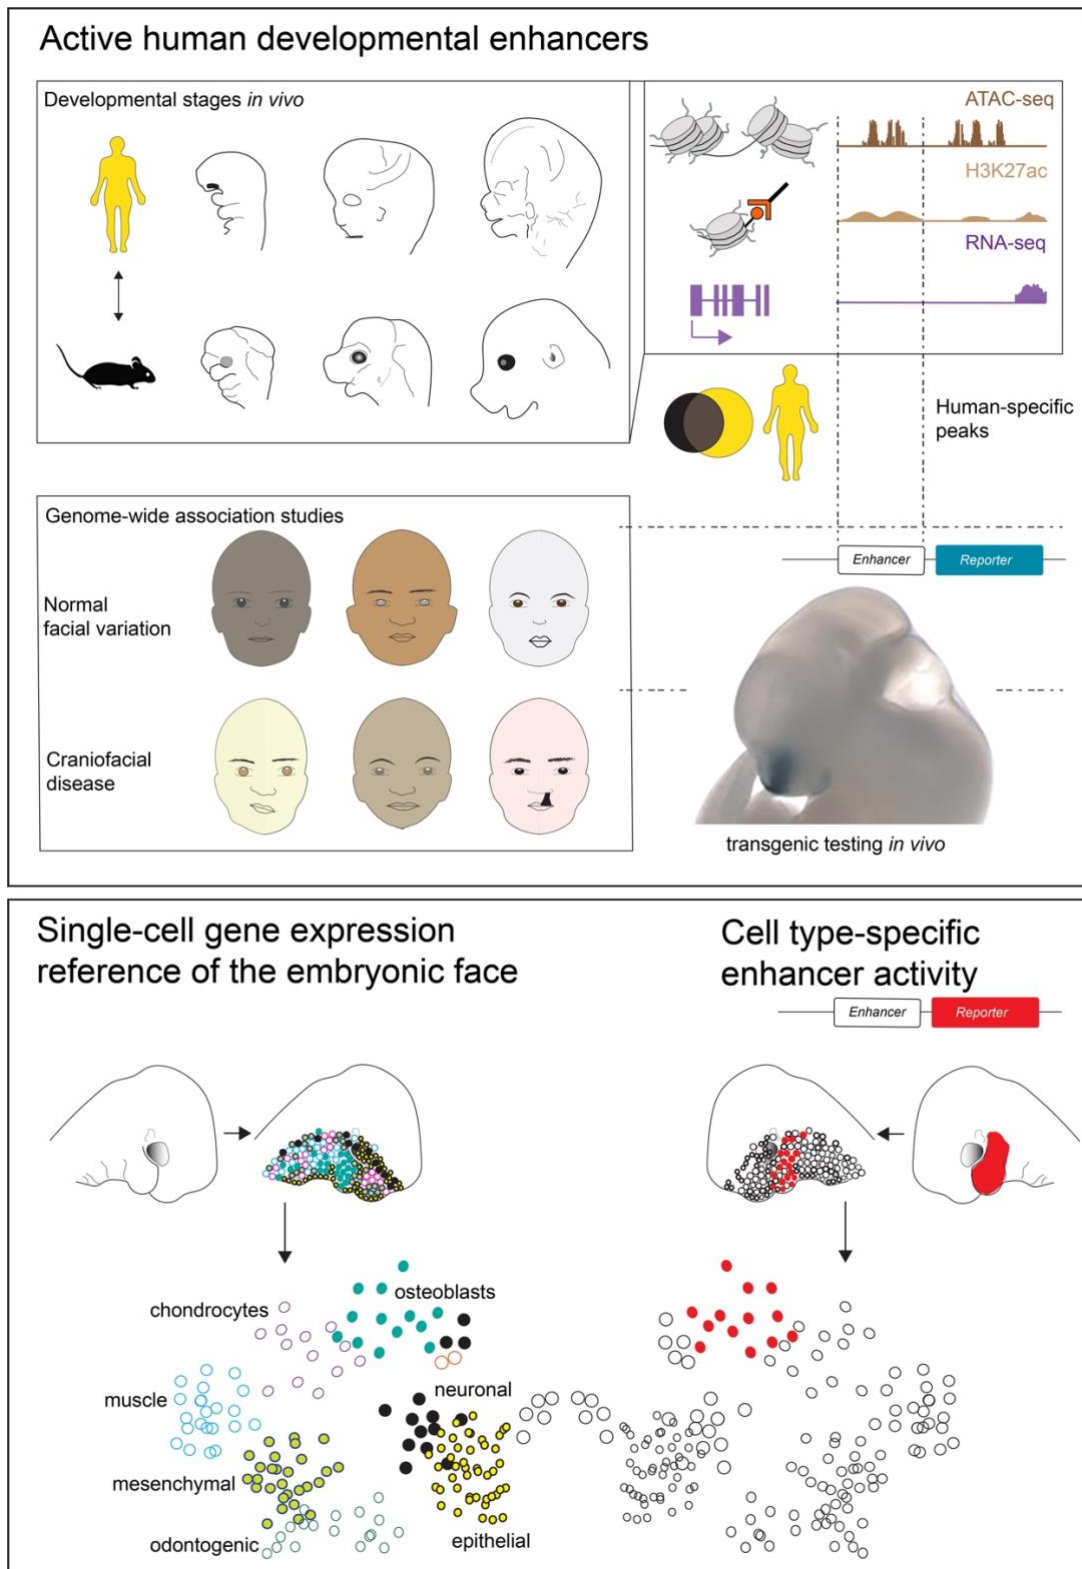 Active human developmental enhancers
Developmental stages in vivo
ATAC-seq
H3K27ac
RNA-seq
Human-specific
peaks
Genome-wide association studies
Normal
facial variation
Craniofacial
disease
Enhancer
Reporter
transgenic testing in vivo
Single-cell gene expression
reference of the embryonic face
Cell type-specific
enhancer activity
Enhancer
Reporter
osteoblasts
chondrocytes
neuronal
muscle
mesenchymal
odontogenic
epithelial